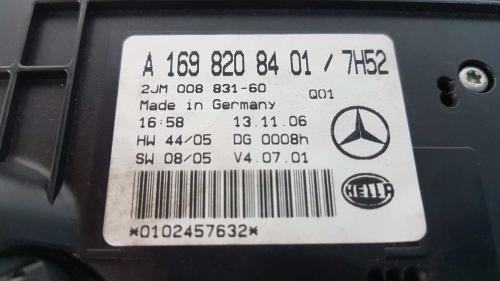 A 169 820 84 01 / 7H52
2JM 008 831-60 Q01
Made in Germany
16:58 13.11.06
HW 44/05 DG 0008h
SW 08/05 V4.07.01
HELLA
*0102457632*